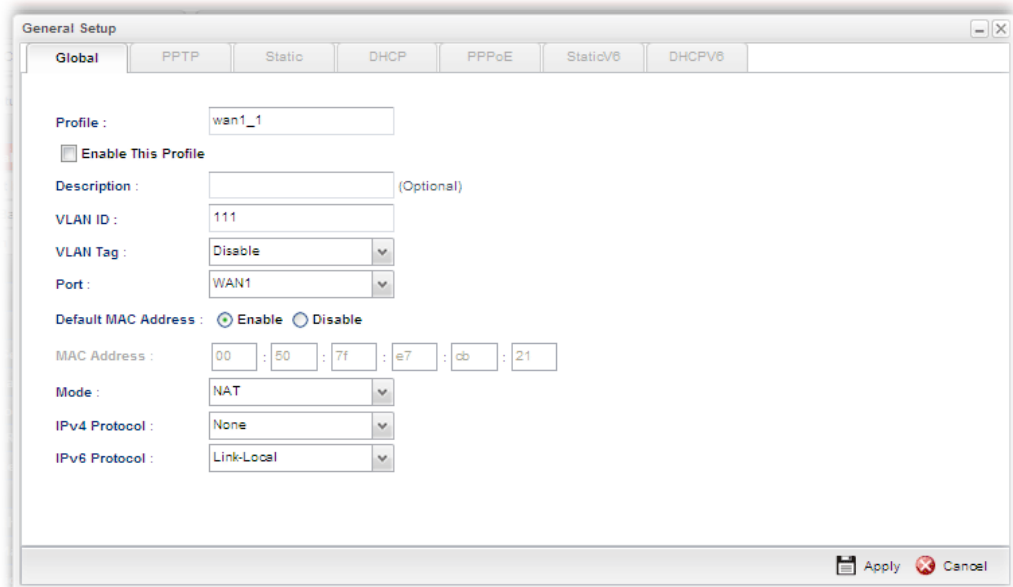 General Setup
Global PPTP Static DHCP PPPoE StaticV6 DHCPV6
Profile : wan1_1
Enable This Profile
Description : (Optional)
VLAN ID : 111
VLAN Tag : Disable
Port : WAN1
Default MAC Address : Enable Disable
MAC Address : 00 : 50 : 7f : e7 : cb : 21
Mode : NAT
IPv4 Protocol : None
IPv6 Protocol : Link-Local
Apply Cancel